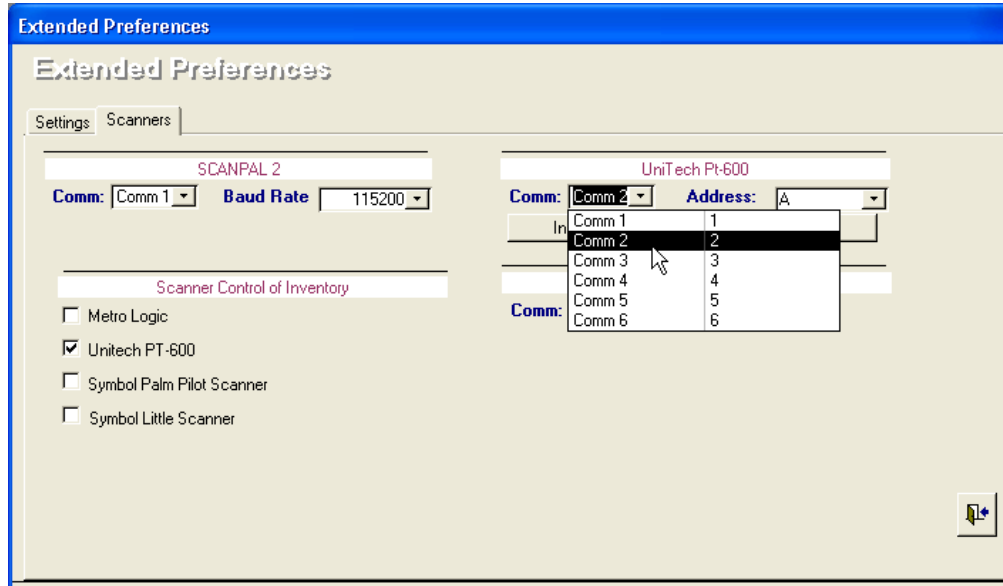 Extended Preferences
Extended Preferences
Settings Scanners
SCANPAL 2
Comm: Comm 1 Baud Rate 115200
UniTech Pt-600
Comm: Comm 2 Address: A
In
Comm 1 1
Comm 2 2
Comm 3 3
Comm 4 4
Comm 5 5
Comm 6 6
Comm:
Scanner Control of Inventory
Metro Logic
Unitech PT-600
Symbol Palm Pilot Scanner
Symbol Little Scanner